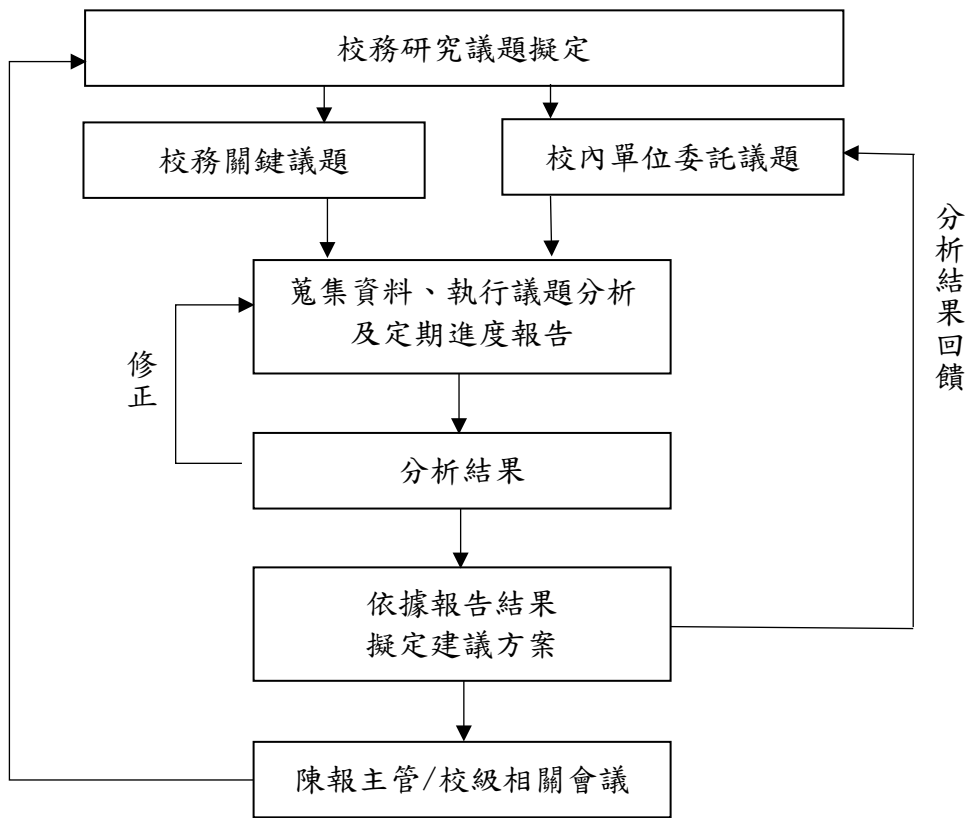 校務研究議題擬定
校務關鍵議題
校內單位委託議題
蒐集資料、執行議題分析
及定期進度報告
修正
分析結果回饋
分析結果
依據報告結果
擬定建議方案
陳報主管/校級相關會議